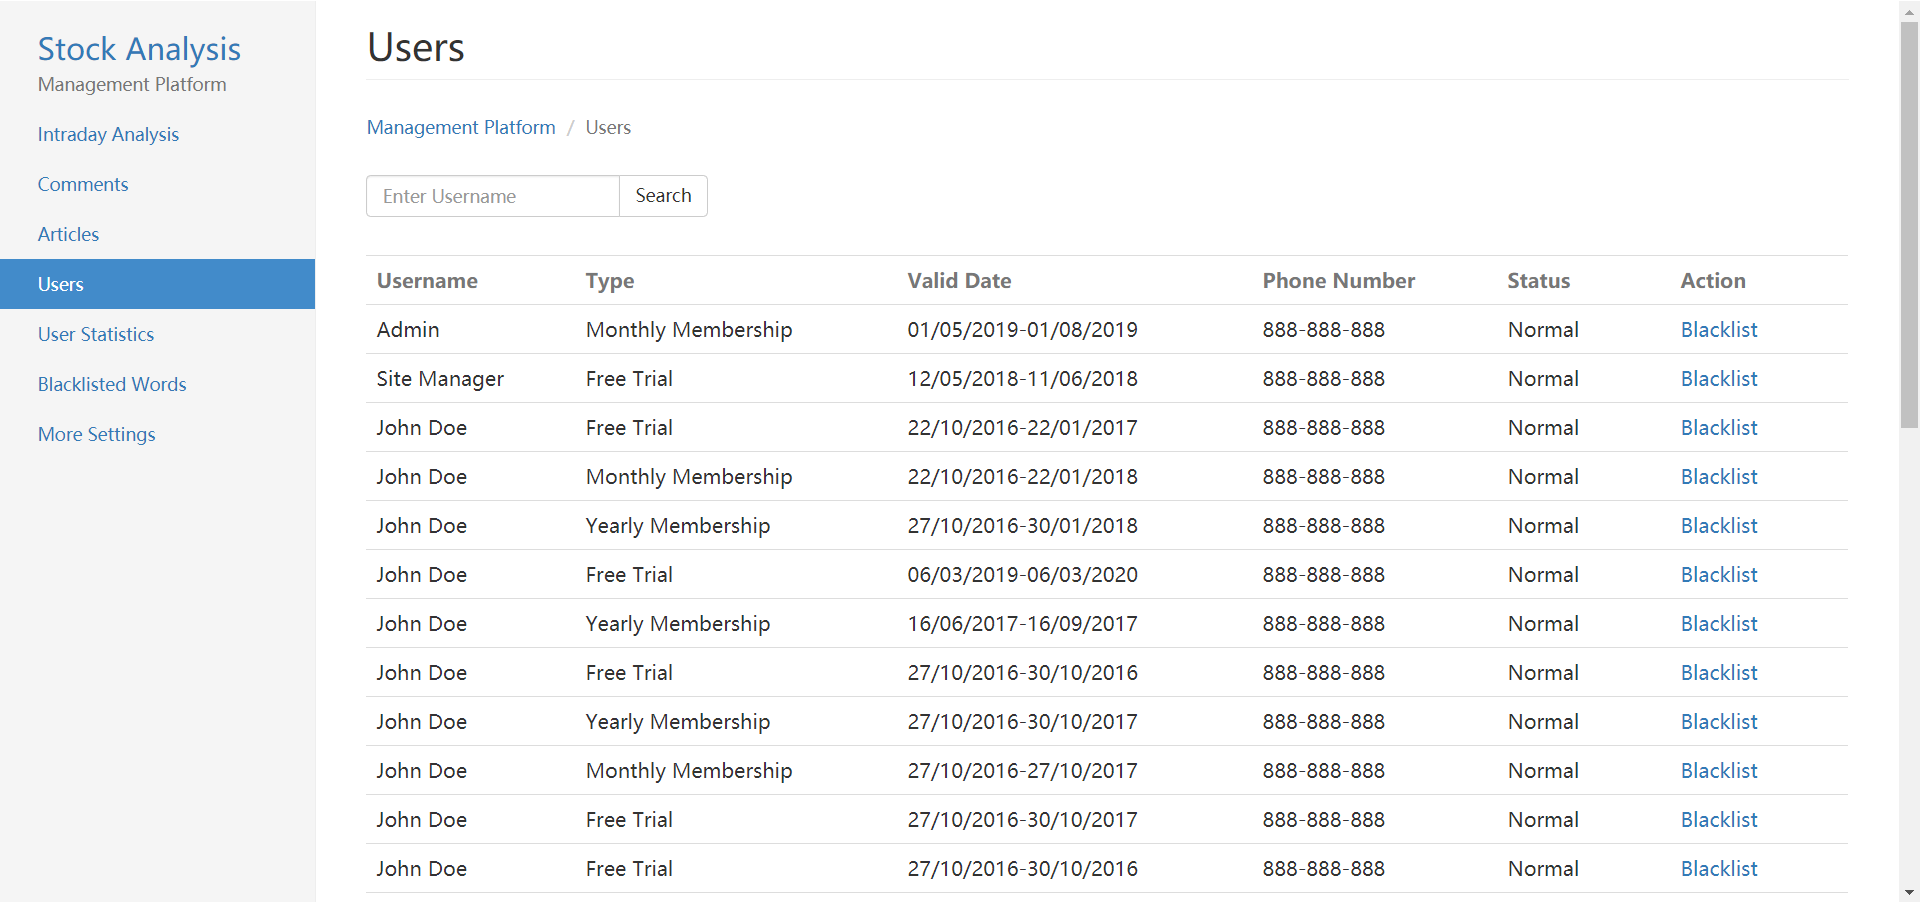 Stock Analysis
Management Platform
Intraday Analysis
Comments
Articles
Users
User Statistics
Blacklisted Words
More Settings
Users
Management Platform / Users
Enter Username Search
Username Type Valid Date Phone Number Status Action
Admin Monthly Membership 01/05/2019-01/08/2019 888-888-888 Normal Blacklist
Site Manager Free Trial 12/05/2018-11/06/2018 888-888-888 Normal Blacklist
John Doe Free Trial 22/10/2016-22/01/2017 888-888-888 Normal Blacklist
John Doe Monthly Membership 22/10/2016-22/01/2018 888-888-888 Normal Blacklist
John Doe Yearly Membership 27/10/2016-30/01/2018 888-888-888 Normal Blacklist
John Doe Free Trial 06/03/2019-06/03/2020 888-888-888 Normal Blacklist
John Doe Yearly Membership 16/06/2017-16/09/2017 888-888-888 Normal Blacklist
John Doe Free Trial 27/10/2016-30/10/2016 888-888-888 Normal Blacklist
John Doe Yearly Membership 27/10/2016-30/10/2017 888-888-888 Normal Blacklist
John Doe Monthly Membership 27/10/2016-27/10/2017 888-888-888 Normal Blacklist
John Doe Free Trial 27/10/2016-30/10/2017 888-888-888 Normal Blacklist
John Doe Free Trial 27/10/2016-30/10/2016 888-888-888 Normal Blacklist